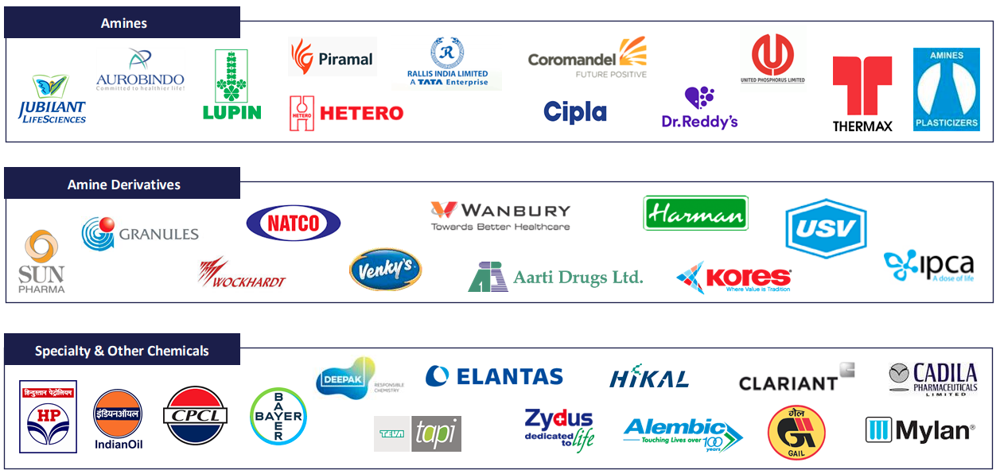 Amines
JUBILANT
LIFESCIENCES
AUROBINDO
Committed to healthier life!
LUPIN
Piramal
HETERO
HETERO
R
RALLIS INDIA LIMITED
A TATA Enterprise
Coromandel
FUTURE POSITIVE
Cipla
Dr.Reddy's
UNITED PHOSPHORUS LIMITED
THERMAX
AMINES
PLASTICIZERS
Amine Derivatives
SUN
PHARMA
GRANULES
WOCKHARDT
NATCO
Venky's
WANBURY
Towards Better Healthcare
Aarti Drugs Ltd.
Harman
KORES
Where Value is Tradition
USV
ipca
A dose of life
Specialty & Other Chemicals
हिन्दुस्तान पेट्रोलियम
HP
इंडियनऑयल
IndianOil
CPCL
BAYER
BAYER
DEEPAK
RESPONSIBLE
CHEMISTRY
TEVA
tapi
ELANTAS
Zydus
dedicated
to life
HiKAL
Alembic
Touching Lives over 100
years
CLARIANT
गेल
GAIL
CADILA
PHARMACEUTICALS
LIMITED
Mylan®